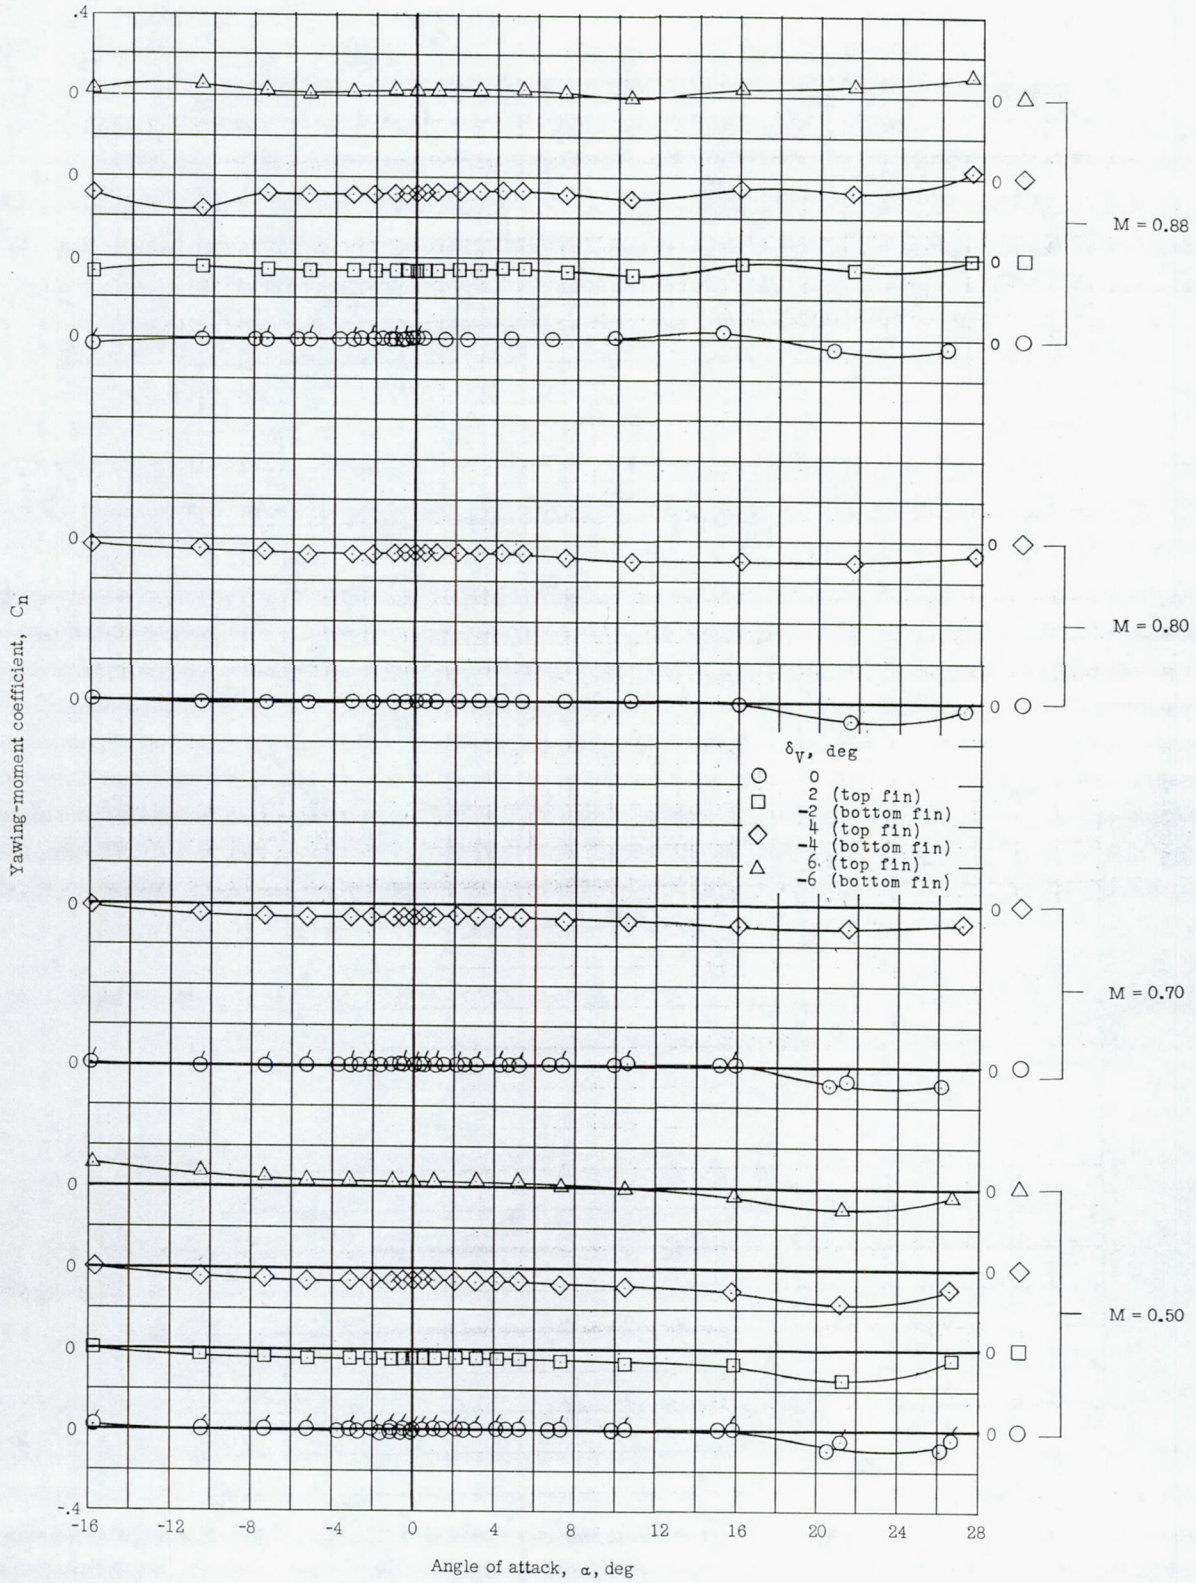 .4
0
0
0
0
0
0
0
0
0
0
0
0
-.4
0
0
0
0
0
0
0
0
0
0
0
0
M = 0.88
M = 0.80
M = 0.70
M = 0.50
Yawing-moment coefficient, Cn
δV, deg
0
2 (top fin)
-2 (bottom fin)
4 (top fin)
-4 (bottom fin)
6 (top fin)
-6 (bottom fin)
-16 -12 -8 -4 0 4 8 12 16 20 24 28
Angle of attack, α, deg